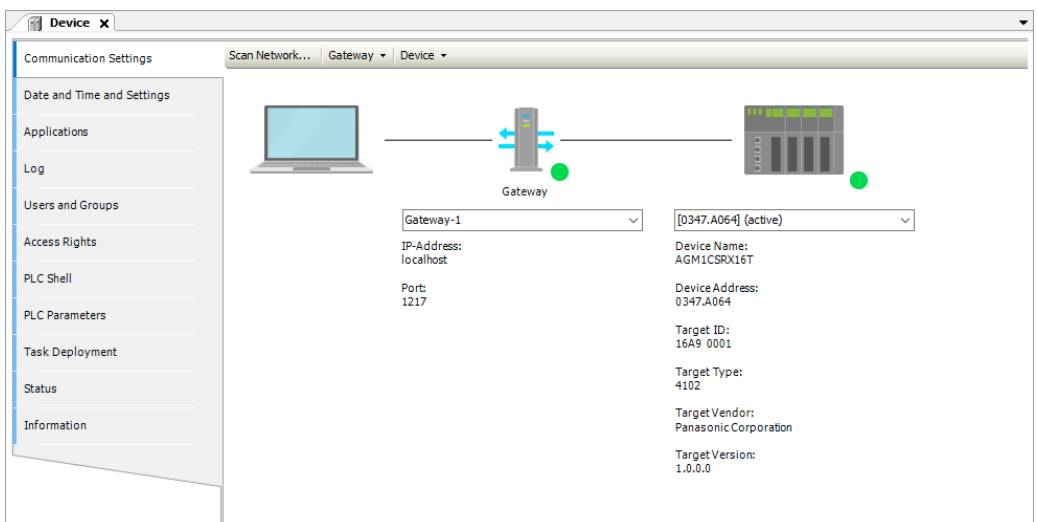 Device
Communication Settings
Scan Network...
Gateway
Device
Date and Time and Settings
Applications
Log
Users and Groups
Access Rights
PLC Shell
PLC Parameters
Task Deployment
Status
Information
Gateway
Gateway-1
IP-Address:
localhost
Port:
1217
[0347.A064] (active)
Device Name:
AGM1CSRX16T
Device Address:
0347.A064
Target ID:
16A9 0001
Target Type:
4102
Target Vendor:
Panasonic Corporation
Target Version:
1.0.0.0